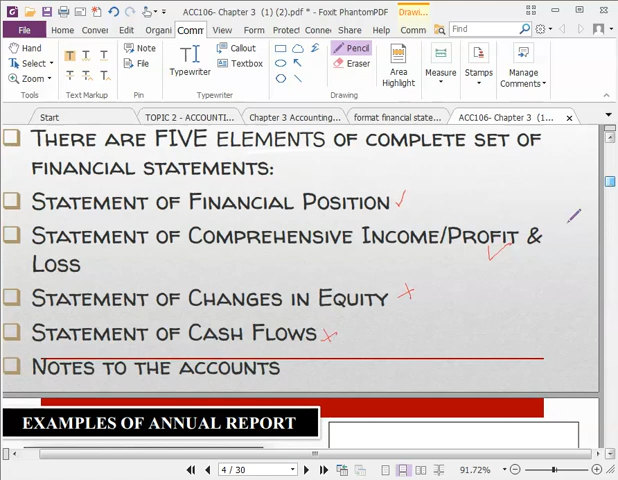 ACC106- Chapter 3 (1) (2).pdf * - Foxit PhantomPDF
Drawi...
File Home Conv Edit Organi Comm View Form Protec Share Help Comm Find
Hand
Select
Zoom
Tools
T T T
T T T
Text Markup
Note
File
Pin
Typewriter
Callout
Textbox
Typewriter
Pencil
Eraser
Drawing
Area Highlight
Measure
Stamps
Manage Comments
Start TOPIC 2 - ACCOUNTI... Chapter 3 Accounting... format financial state... ACC106- Chapter 3 (1...
There are FIVE elements of complete set of
financial statements:
Statement of Financial Position
Statement of Comprehensive Income/Profit &
Loss
Statement of Changes in Equity
Statement of Cash Flows
Notes to the accounts
EXAMPLES OF ANNUAL REPORT
4 / 30
91.72%